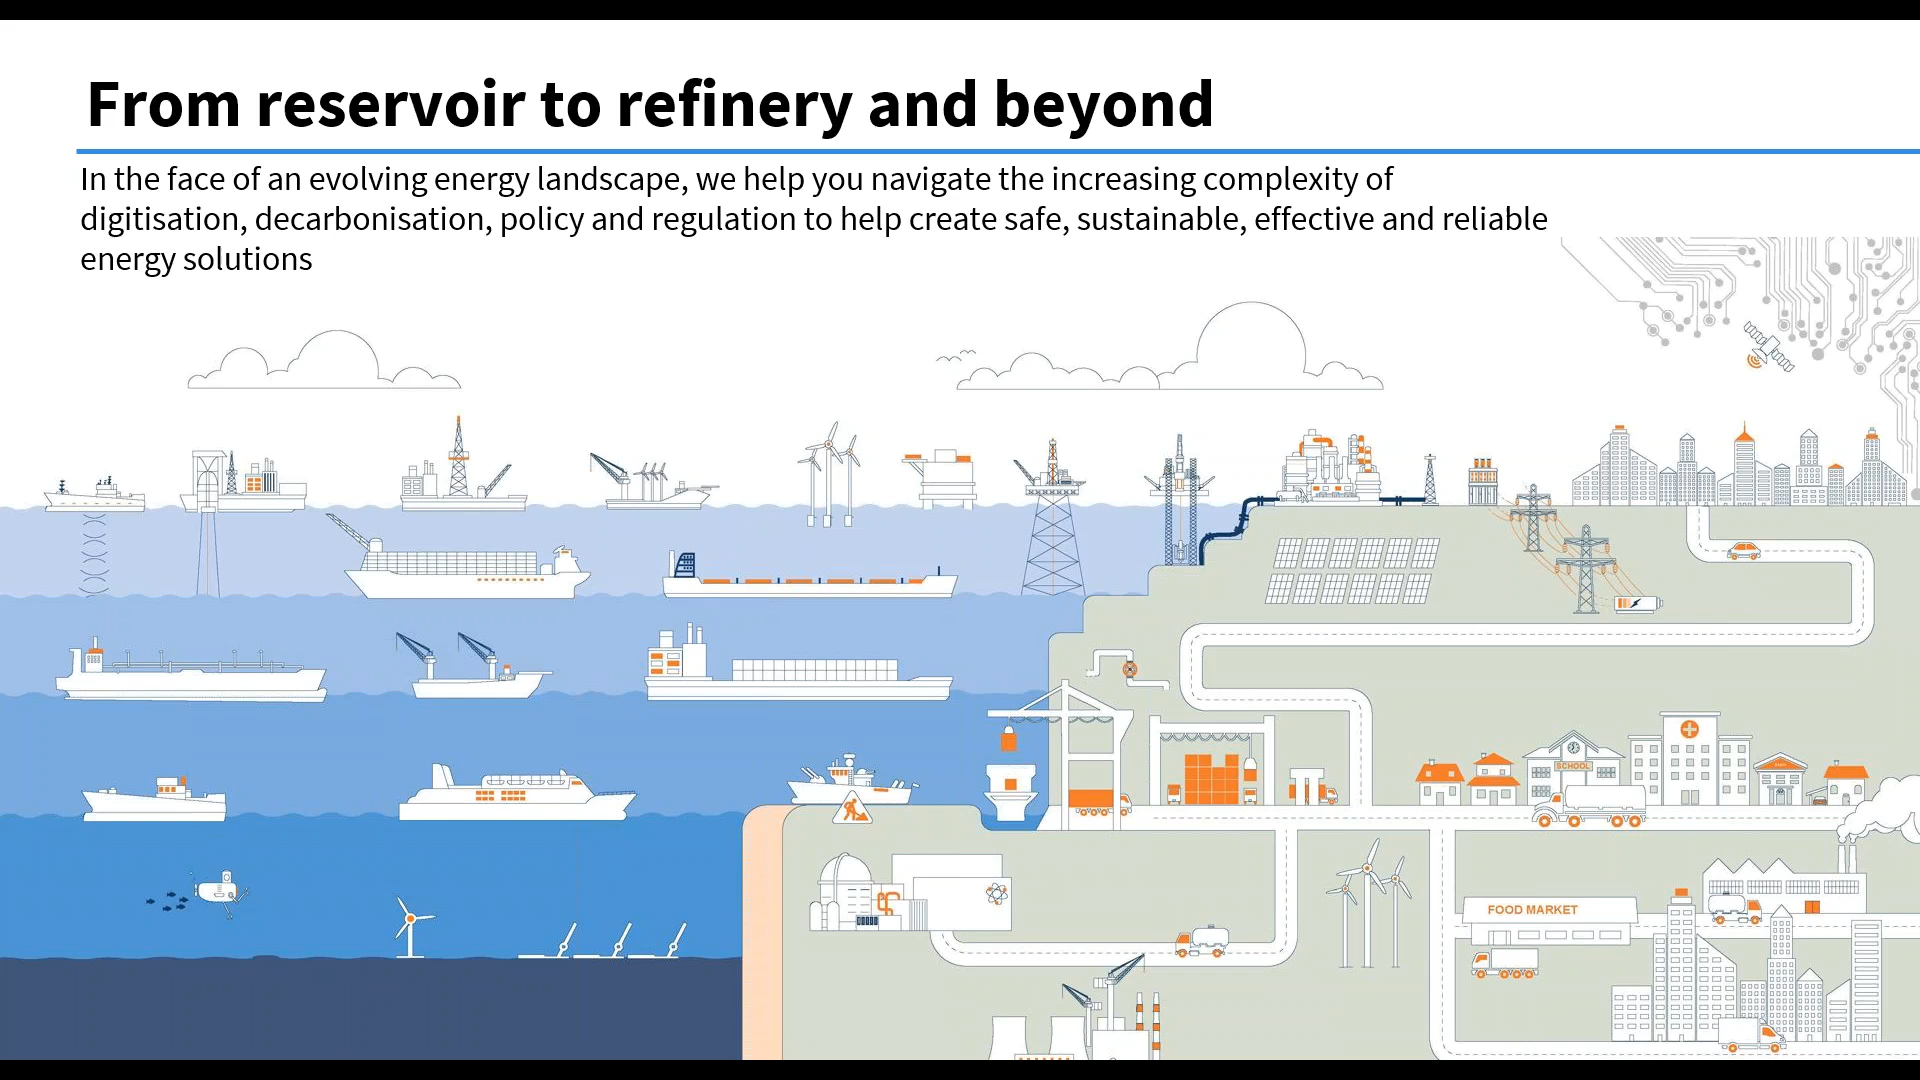 From reservoir to refinery and beyond
In the face of an evolving energy landscape, we help you navigate the increasing complexity of
digitisation, decarbonisation, policy and regulation to help create safe, sustainable, effective and reliable
energy solutions
SCHOOL
FOOD MARKET